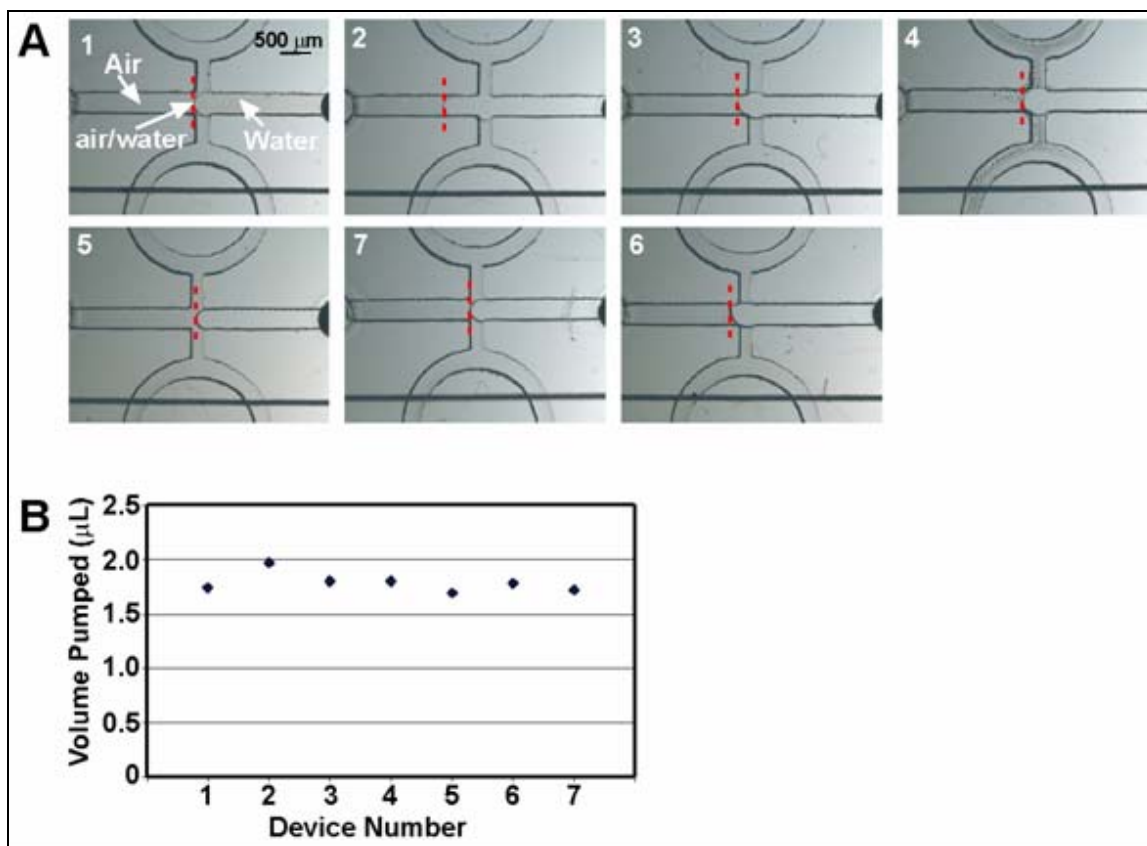 A
1
500 μm
Air
air/water
Water
2
3
4
5
7
6
B
Volume Pumped (μL)
2.5
2.0
1.5
1.0
0.5
0
1 2 3 4 5 6 7
Device Number